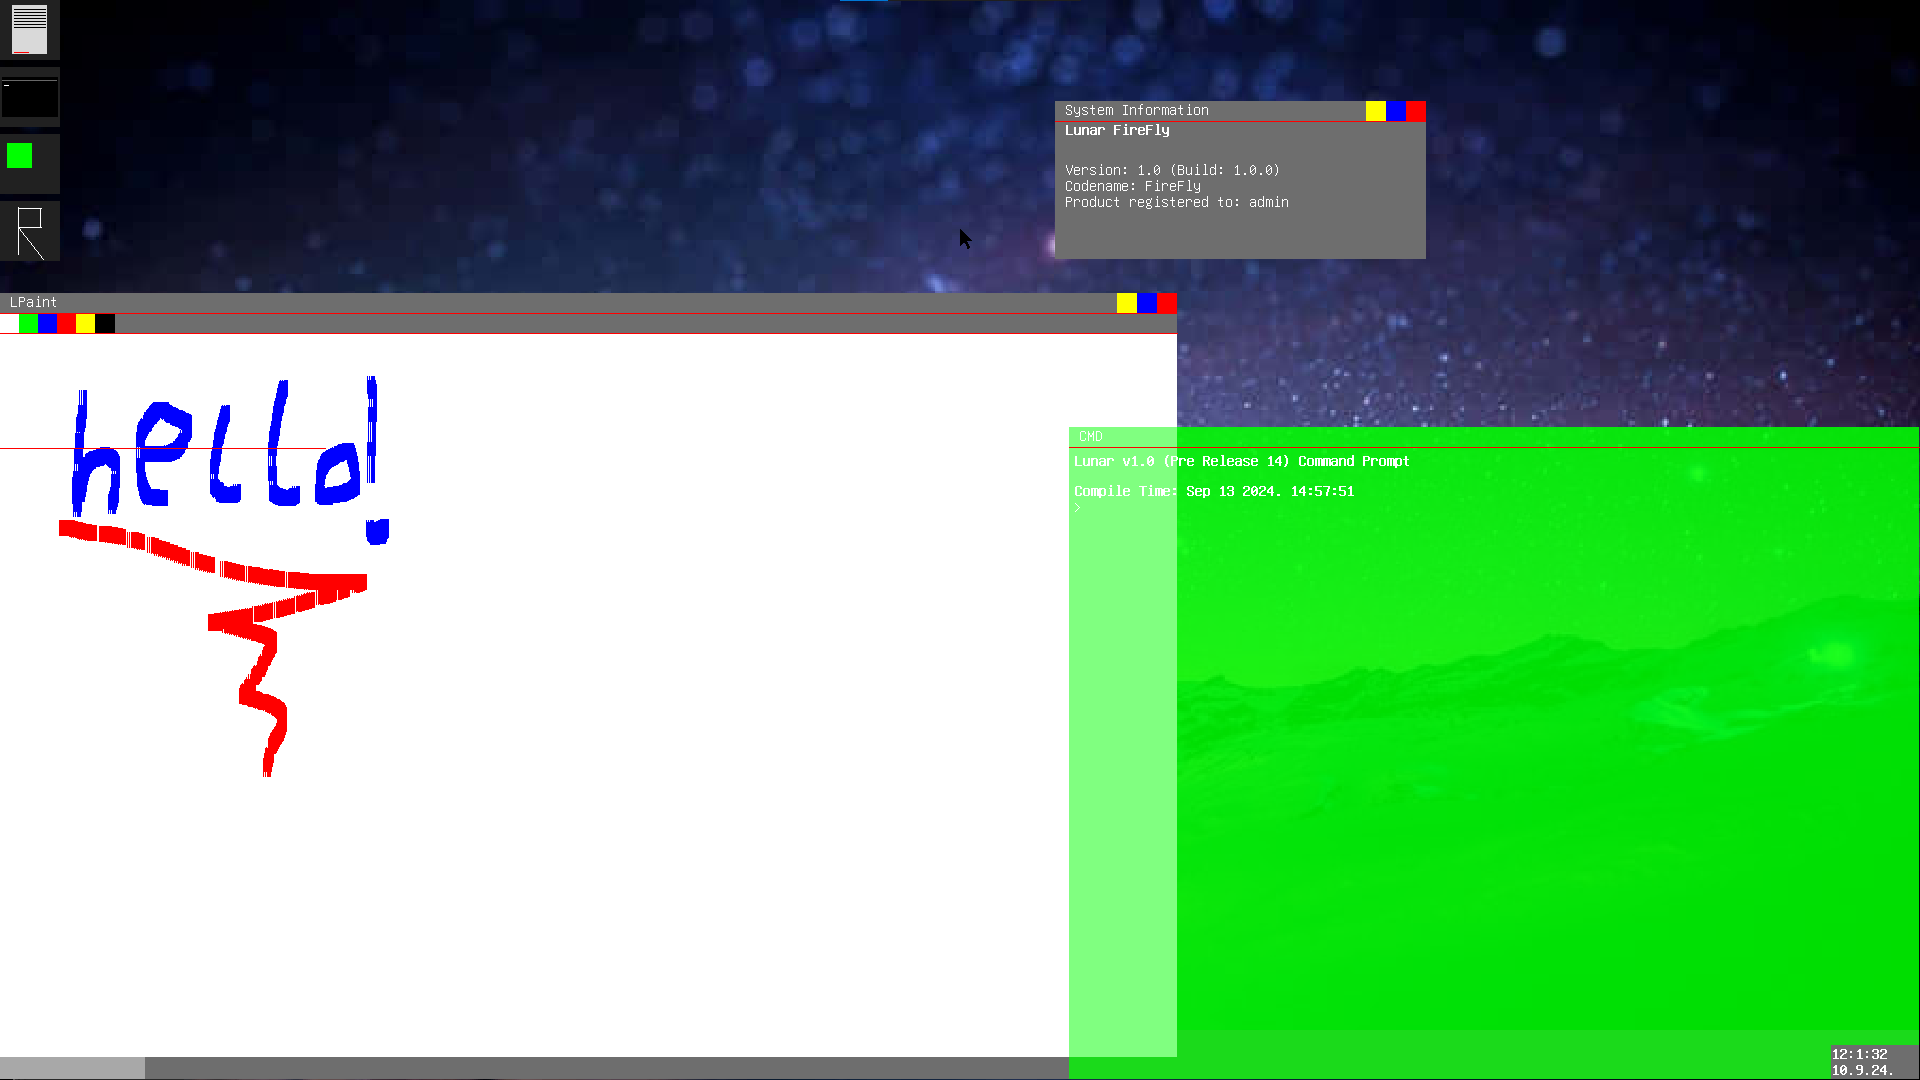 System Information
Lunar FireFly
Version: 1.0 (Build: 1.0.0)
Codename: FireFly
Product registered to: admin
LPaint
hello!
CMD
Lunar v1.0 (Pre Release 14) Command Prompt
Compile Time: Sep 13 2024. 14:57:51
>
R
12:1:32
10.9.24.